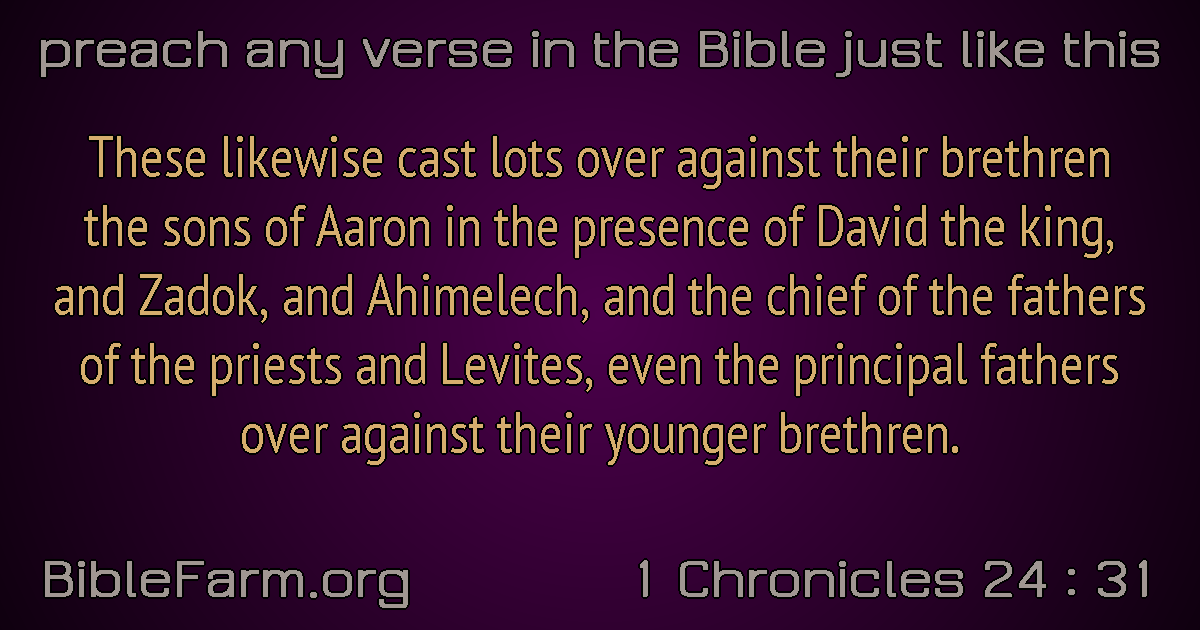 preach any verse in the Bible just like this
These likewise cast lots over against their brethren
the sons of Aaron in the presence of David the king,
and Zadok, and Ahimelech, and the chief of the fathers
of the priests and Levites, even the principal fathers
over against their younger brethren.
BibleFarm.org
1 Chronicles 24 : 31